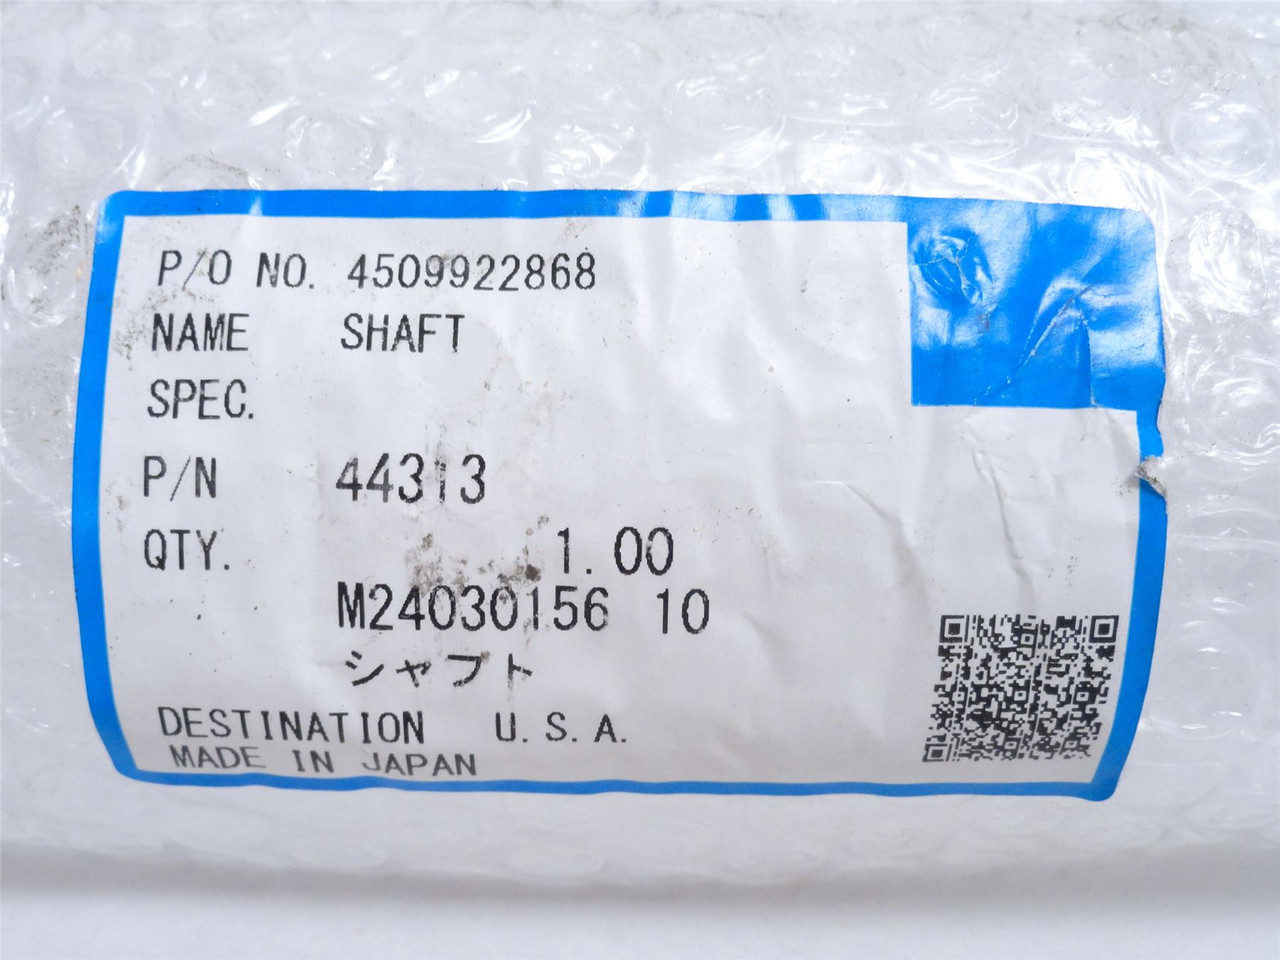 P/O NO. 4509922868
NAME SHAFT
SPEC.
P/N 44313
QTY. 1.00
M24030156 10
シャフト
DESTINATION U.S.A.
MADE IN JAPAN